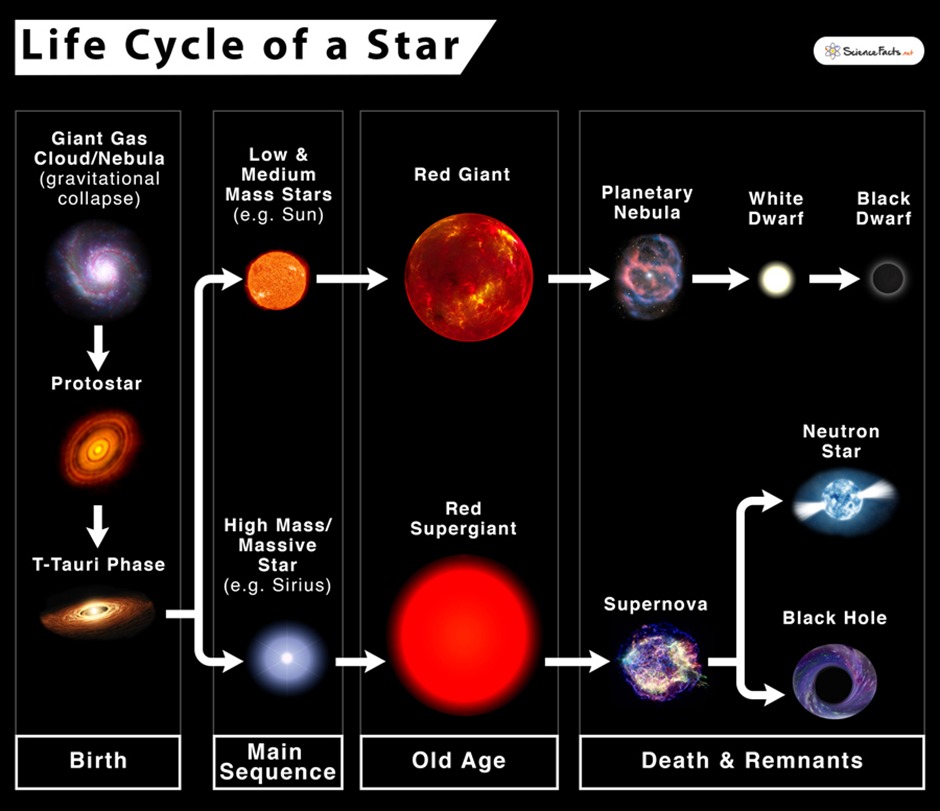 Life Cycle of a Star
ScienceFacts.net
Giant Gas
Cloud/Nebula
(gravitational
collapse)
Protostar
T-Tauri Phase
Birth
Low &
Medium
Mass Stars
(e.g. Sun)
High Mass/
Massive
Star
(e.g. Sirius)
Main
Sequence
Red Giant
Red
Supergiant
Old Age
Planetary
Nebula
White
Dwarf
Black
Dwarf
Neutron
Star
Supernova
Black Hole
Death & Remnants